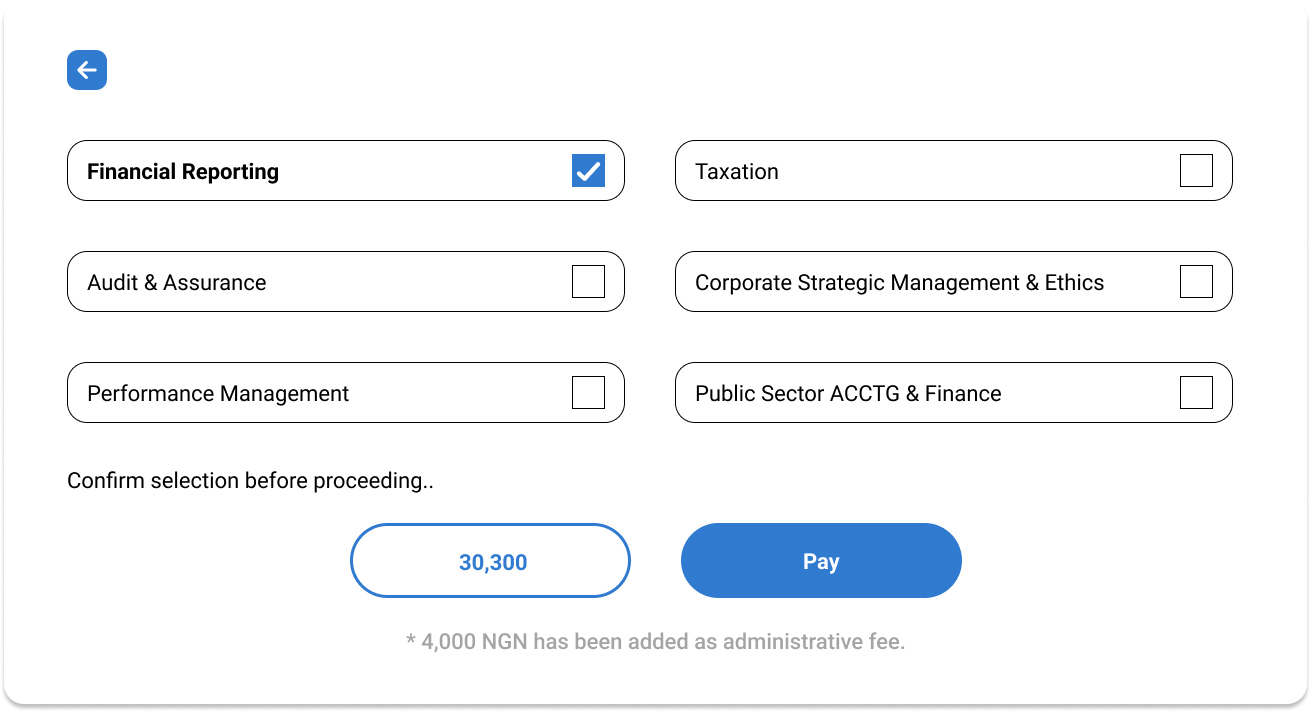 Financial Reporting
Taxation
Audit & Assurance
Corporate Strategic Management & Ethics
Performance Management
Public Sector ACCTG & Finance
Confirm selection before proceeding..
30,300
Pay
* 4,000 NGN has been added as administrative fee.